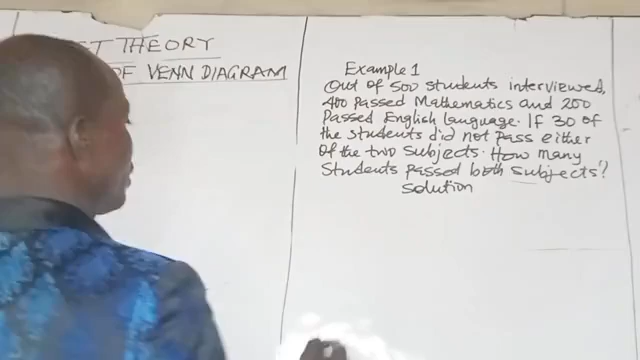 ET THEORY
OF VENN DIAGRAM
Example 1
Out of 500 students interviewed,
400 Passed Mathematics and 200
Passed English language. If 30 of
the students did not pass either
Of the two subjects. How many
Students passed both subjects?
Solution